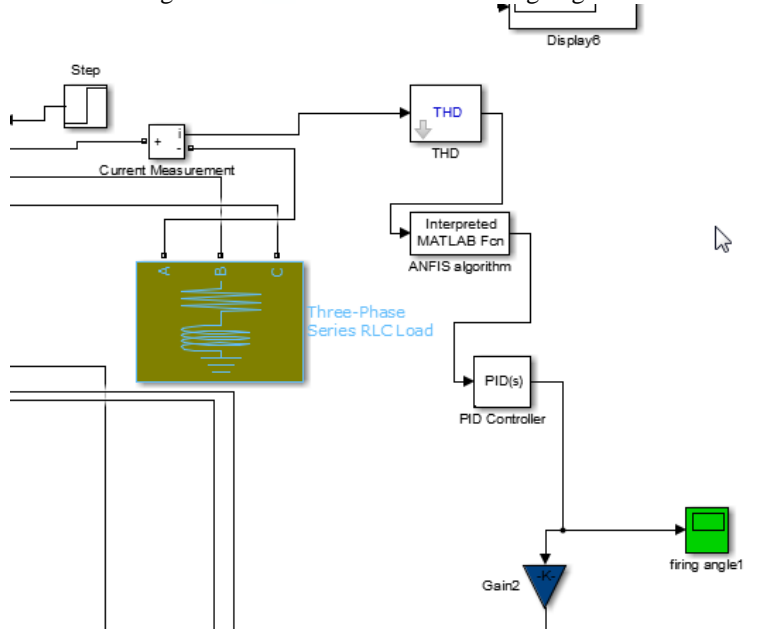 Display6
Step
THD
THD
i
+
-
Current Measurement
Interpreted
MATLAB Fcn
ANFIS algorithm
A
B
C
Three-Phase
Series RLC Load
PID(s)
PID Controller
firing angle1
-K-
Gain2